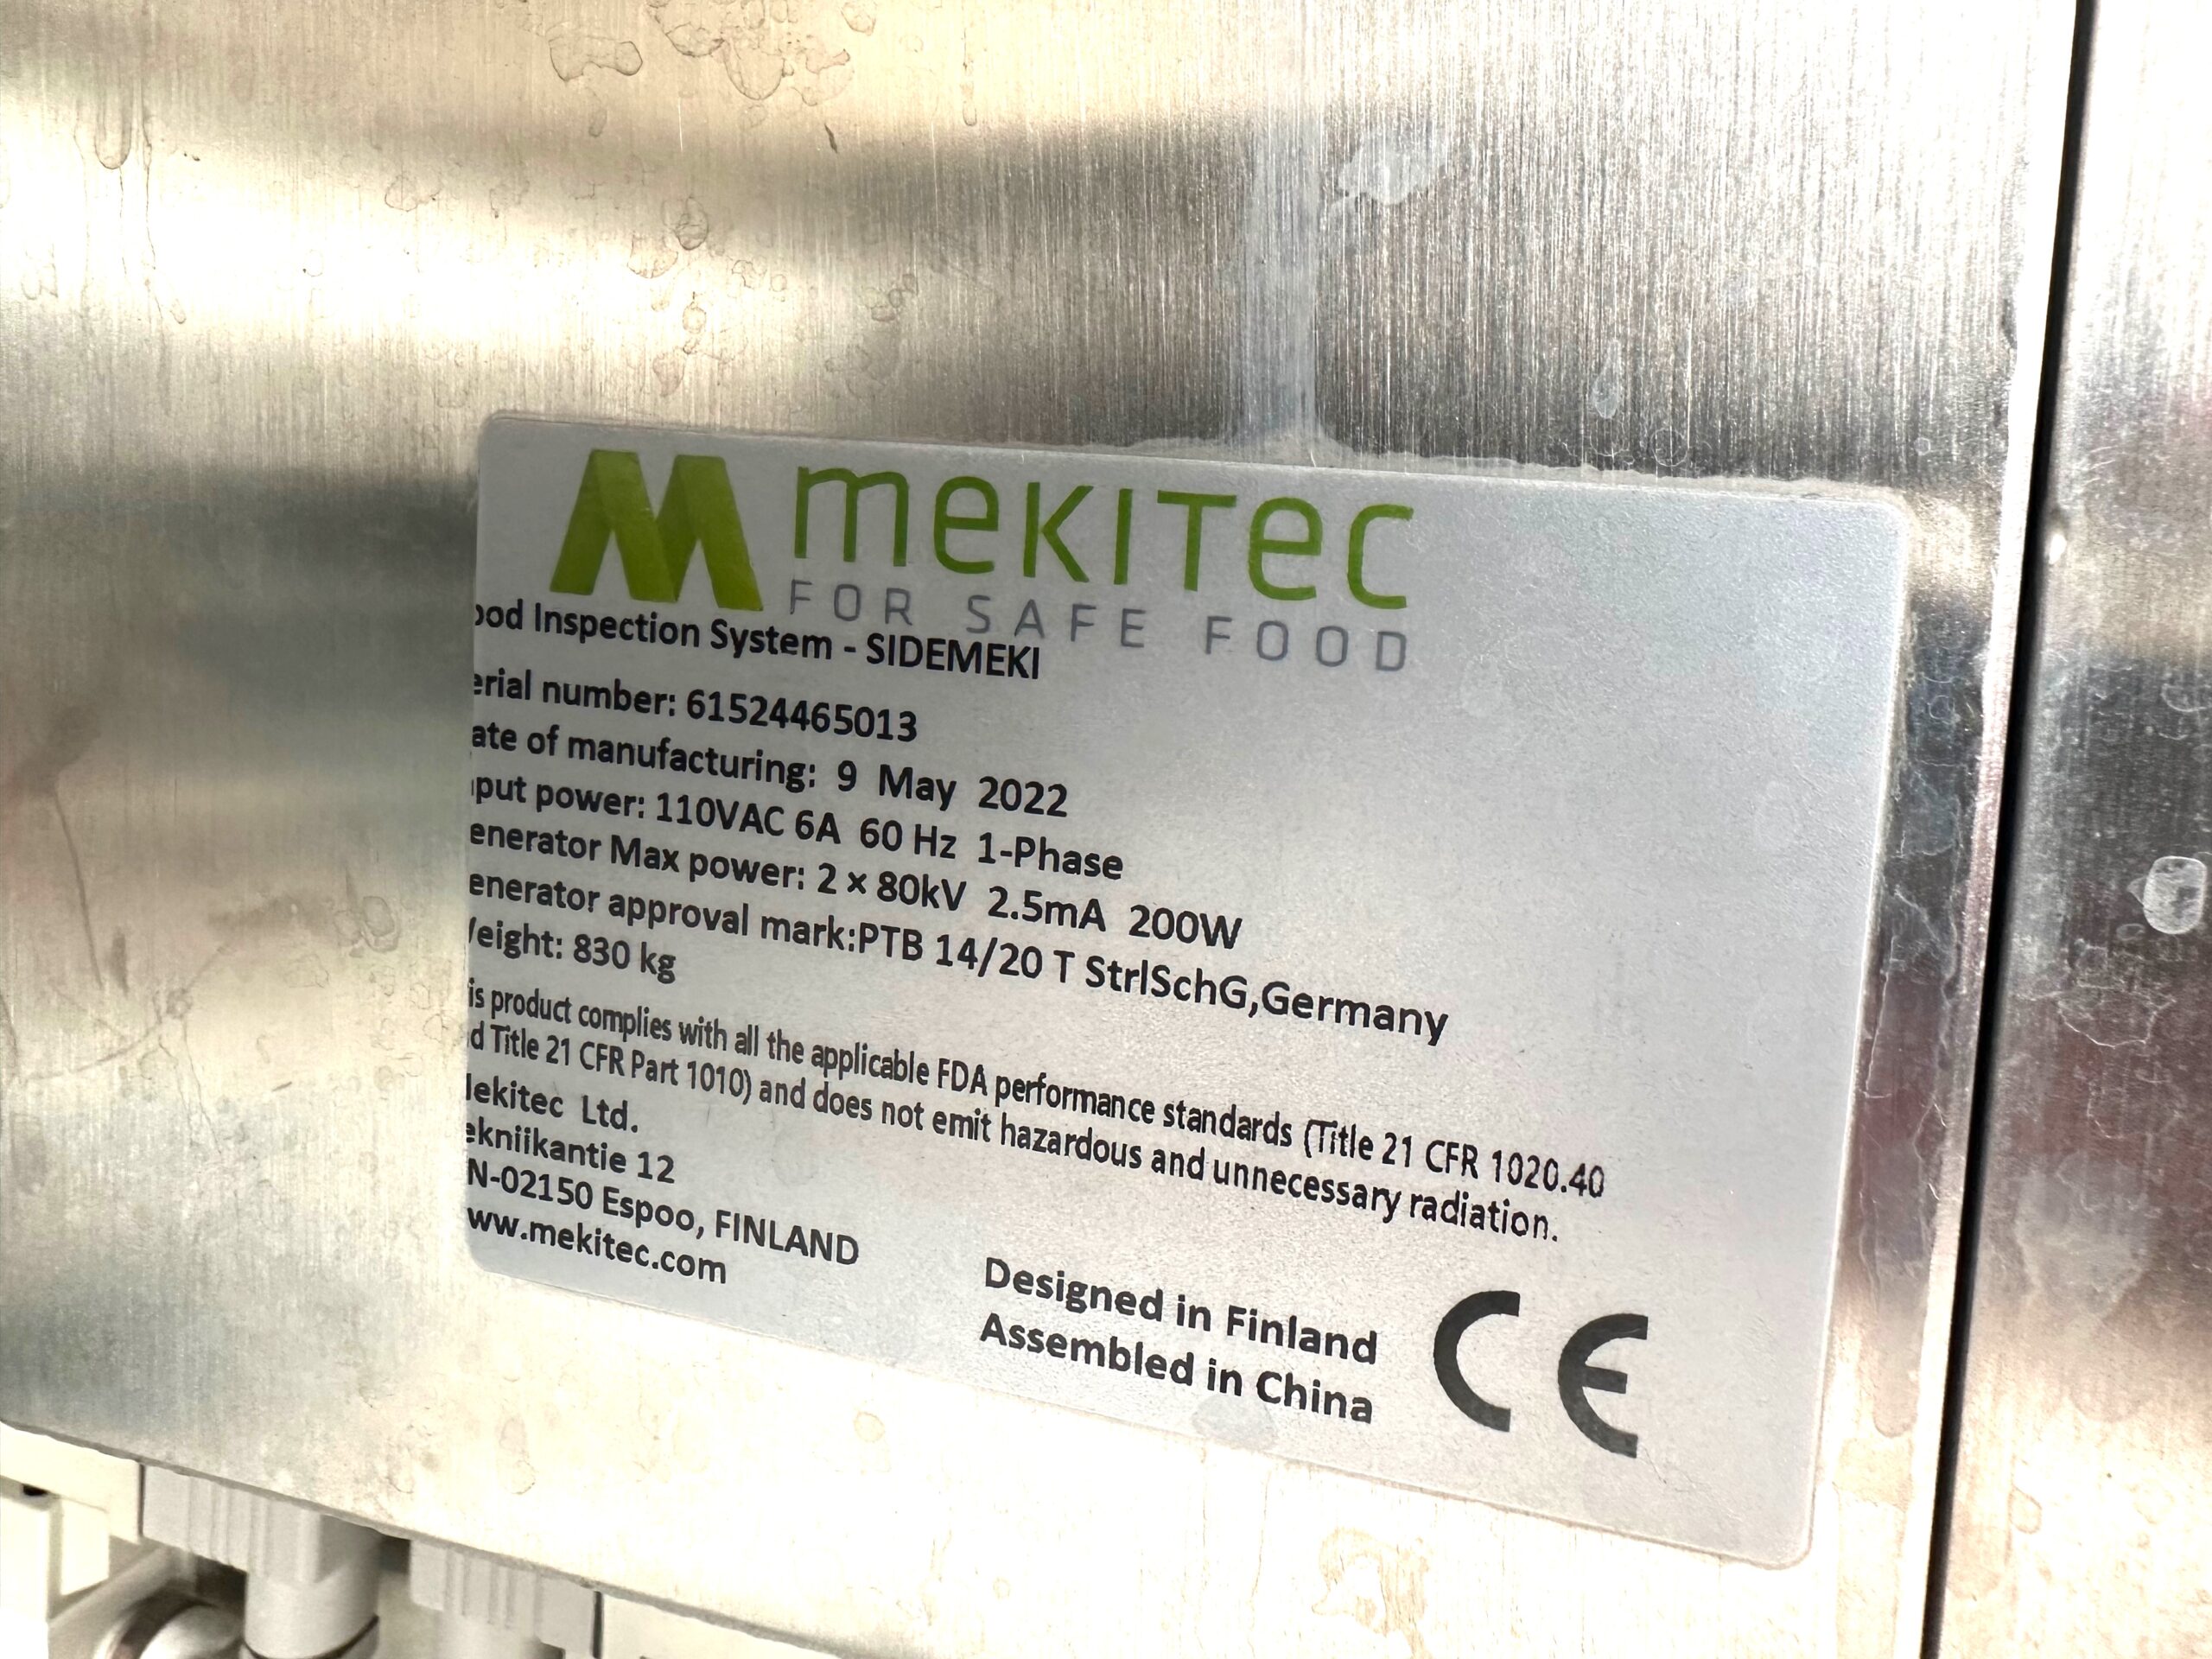 mekitec
FOR SAFE FOOD
ood Inspection System - SIDEMEKI
erial number: 61524465013
ate of manufacturing: 9 May 2022
put power: 110VAC 6A 60 Hz 1-Phase
enerator Max power: 2 × 80kV 2.5mA 200W
enerator approval mark:PTB 14/20 T StrlSchG,Germany
eight: 830 kg
is product complies with all the applicable FDA performance standards (Title 21 CFR 1020.40
d Title 21 CFR Part 1010) and does not emit hazardous and unnecessary radiation.
ekitec Ltd.
ekniikantie 12
N-02150 Espoo, FINLAND
ww.mekitec.com
Designed in Finland
Assembled in China
CE